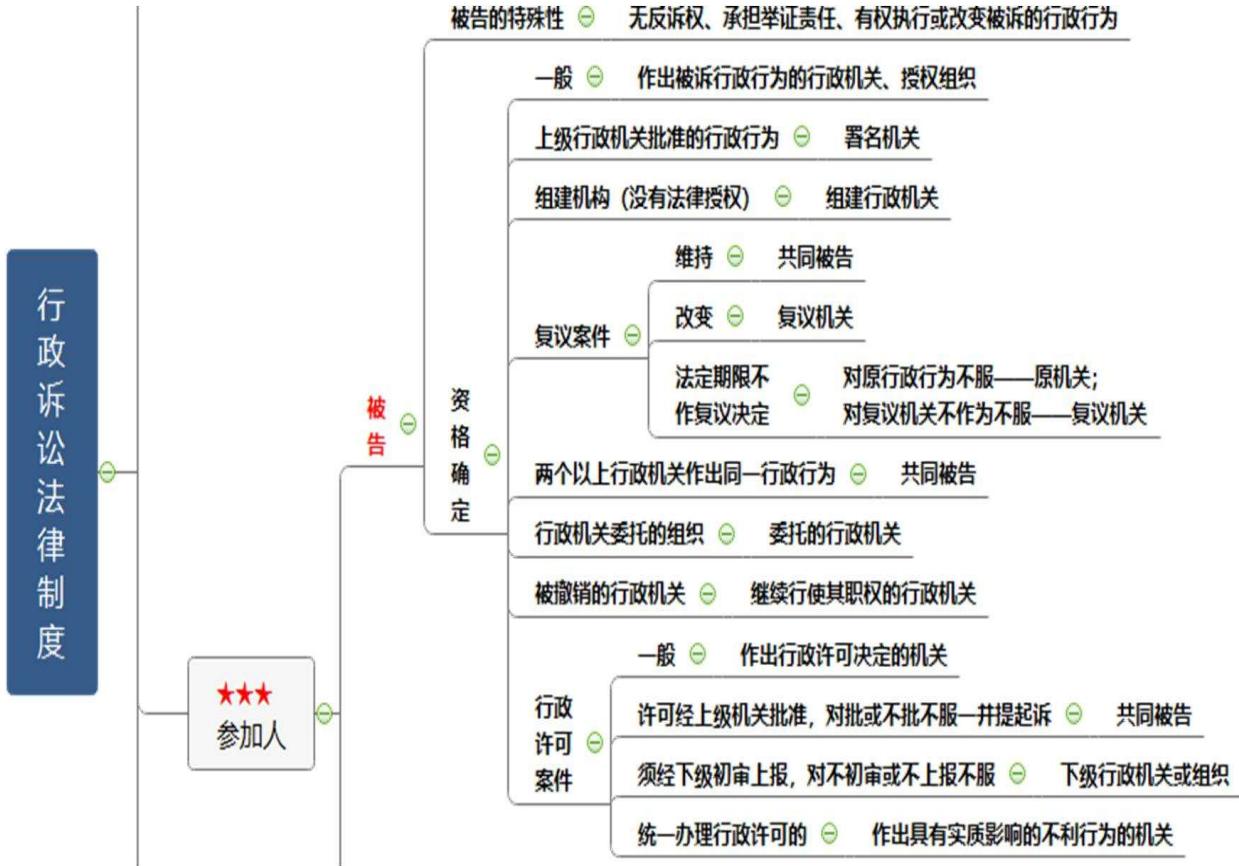 行政诉讼法律制度
★★★
参加人
被告
被告的特殊性
无反诉权、承担举证责任、有权执行或改变被诉的行政行为
资格确定
一般
作出被诉行政行为的行政机关、授权组织
上级行政机关批准的行政行为
署名机关
组建机构（没有法律授权）
组建行政机关
复议案件
维持
共同被告
改变
复议机关
法定期限不
作复议决定
对原行政行为不服——原机关；
对复议机关不作为不服——复议机关
两个以上行政机关作出同一行政行为
共同被告
行政机关委托的组织
委托的行政机关
被撤销的行政机关
继续行使其职权的行政机关
行政
许可
案件
一般
作出行政许可决定的机关
许可经上级机关批准，对批或不批不服一并提起诉
共同被告
须经下级初审上报，对不初审或不上报不服
下级行政机关或组织
统一办理行政许可的
作出具有实质影响的不利行为的机关